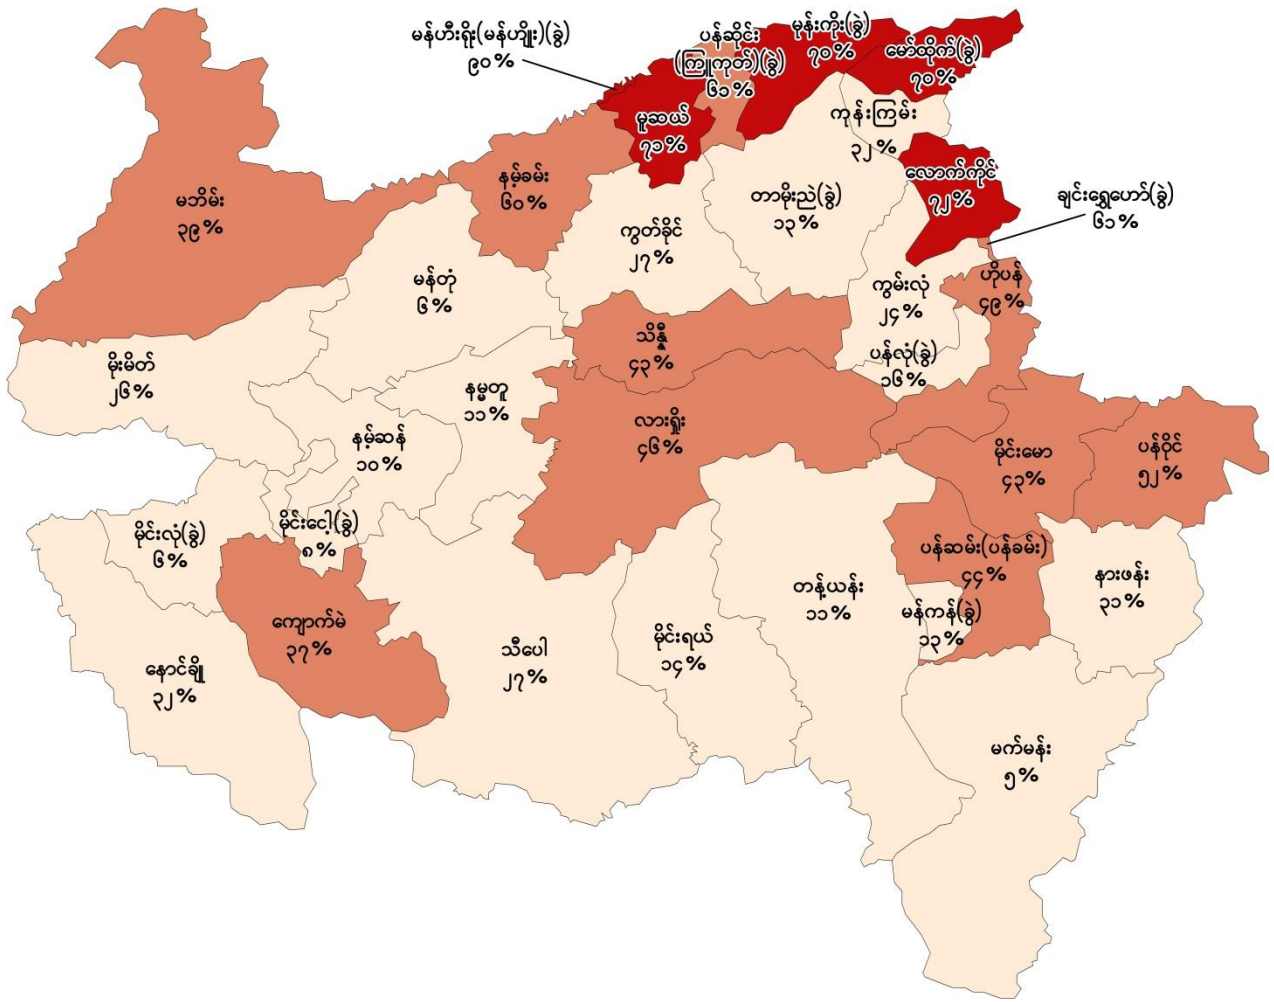 မန်ဟီးရိုး(မန်ဟျိုး)(ခွဲ)
၉၀%
ပန်ဆိုင်း
(ကြူကုတ်)(ခွဲ)
၆၁%
မုန်းကိုး(ခွဲ)
၇၀%
မော်ထိုက်(ခွဲ)
၇၀%
မူဆယ်
၇၁%
ကုန်းကြမ်း
၃၂%
လောက်ကိုင်
၇၂%
ချင်းရွှေဟော်(ခွဲ)
၆၁%
မဘိမ်း
၃၉%
နမ့်ခမ်း
၆၀%
တာမိုးညဲ(ခွဲ)
၁၃%
ကွတ်ခိုင်
၂၇%
မန်တုံ
၆%
ကွမ်းလုံ
၂၄%
ဟိုပန်
၄၉%
ပန်လုံ(ခွဲ)
၁၆%
သိန္နီ
၄၃%
မိုးမိတ်
၂၆%
နမ္မတူ
၁၁%
နမ့်ဆန်
၁၀%
လားရှိုး
၄၆%
မိုင်းမော
၄၃%
ပန်ဝိုင်
၅၂%
မိုင်းလုံ(ခွဲ)
၆%
မိုင်းငေါ့(ခွဲ)
၈%
ပန်ဆမ်း(ပန်ခမ်း)
၄၄%
နားဖန်း
၃၁%
တန့်ယန်း
၁၁%
မန်ကန်(ခွဲ)
၁၃%
ကျောက်မဲ
၃၇%
မိုင်းရယ်
၁၄%
သီပေါ
၂၇%
နောင်ချို
၃၂%
မက်မန်း
၅%